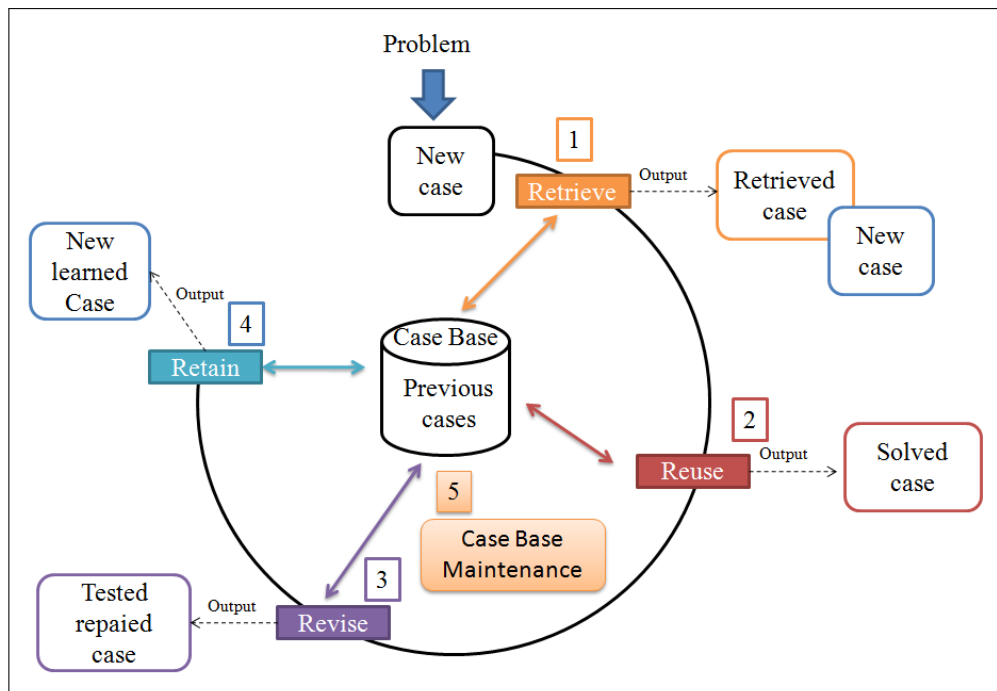 Problem
New
case
1
Retrieve
Output
Retrieved
case
New
case
New
learned
Case
Output
4
Retain
Case Base
Previous
cases
2
Reuse
Output
Solved
case
5
Case Base
Maintenance
3
Revise
Output
Tested
repaied
case